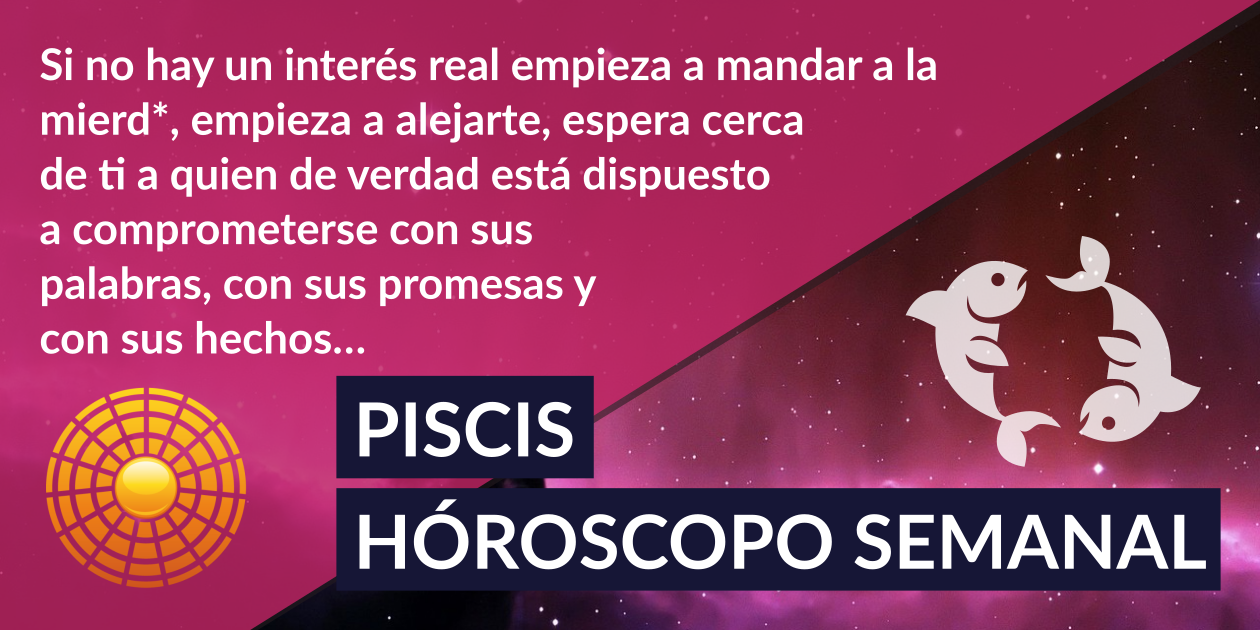 Si no hay un interés real empieza a mandar a la
mierd*, empieza a alejarte, espera cerca
de ti a quien de verdad está dispuesto
a comprometerse con sus
palabras, con sus promesas y
con sus hechos...
PISCIS
HÓROSCOPO SEMANAL